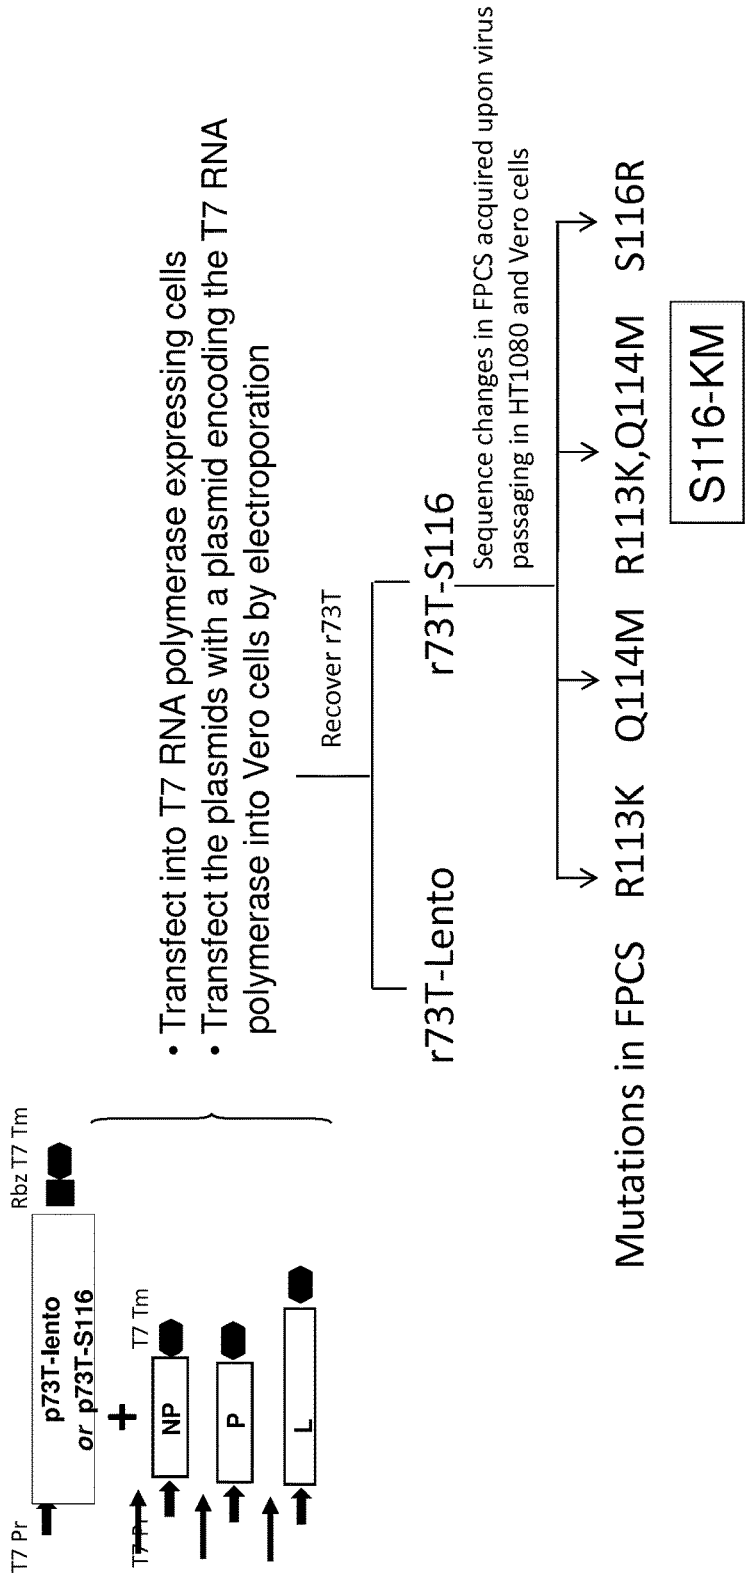 T7 Pr
Rbz T7 Tm
p73T-lento
or p73T-S116
+
T7 Pr
T7 Tm
NP
P
L
• Transfect into T7 RNA polymerase expressing cells
• Transfect the plasmids with a plasmid encoding the T7 RNA
polymerase into Vero cells by electroporation
Recover r73T
r73T-Lento
r73T-S116
Sequence changes in FPCS acquired upon virus
passaging in HT1080 and Vero cells
Mutations in FPCS R113K Q114M R113K,Q114M S116R
S116-KM